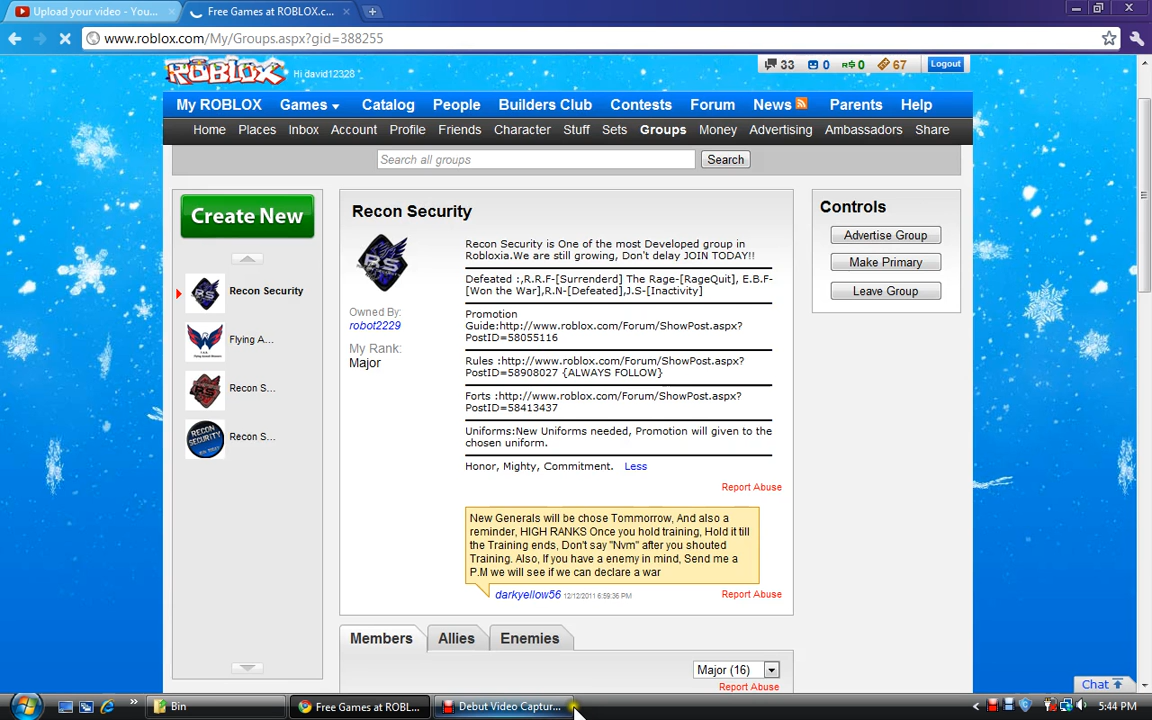 Upload your video - You...
Free Games at ROBLOX.c...
www.roblox.com/My/Groups.aspx?gid=388255
ROBLOX
Hi david12328
33
0
R$ 0
67
Logout
My ROBLOX Games Catalog People Builders Club Contests Forum News Parents Help
Home Places Inbox Account Profile Friends Character Stuff Sets Groups Money Advertising Ambassadors Share
Search all groups
Search
Create New
Recon Security
Flying A...
Recon S...
Recon S...
Recon Security
Owned By:
robot2229
My Rank:
Major
Recon Security is One of the most Developed group in
Robloxia.We are still growing, Don't delay JOIN TODAY!!
Defeated :,R.R.F-[Surrenderd] The Rage-[RageQuit], E.B.F-
[Won the War],R.N-[Defeated],J.S-[Inactivity]
Promotion
Guide:http://www.roblox.com/Forum/ShowPost.aspx?
PostID=58055116
Rules :http://www.roblox.com/Forum/ShowPost.aspx?
PostID=58908027 {ALWAYS FOLLOW}
Forts :http://www.roblox.com/Forum/ShowPost.aspx?
PostID=58413437
Uniforms:New Uniforms needed, Promotion will given to the
chosen uniform.
Honor, Mighty, Commitment. Less
Report Abuse
New Generals will be chose Tommorrow, And also a
reminder, HIGH RANKS Once you hold training, Hold it till
the Training ends, Don't say "Nvm" after you shouted
Training. Also, If you have a enemy in mind, Send me a
P.M we will see if we can declare a war
darkyellow56 12/12/2011 6:59:36 PM
Report Abuse
Controls
Advertise Group
Make Primary
Leave Group
Members Allies Enemies
Major (16)
Report Abuse
Chat
Bin
Free Games at ROBL...
Debut Video Captur...
5:44 PM